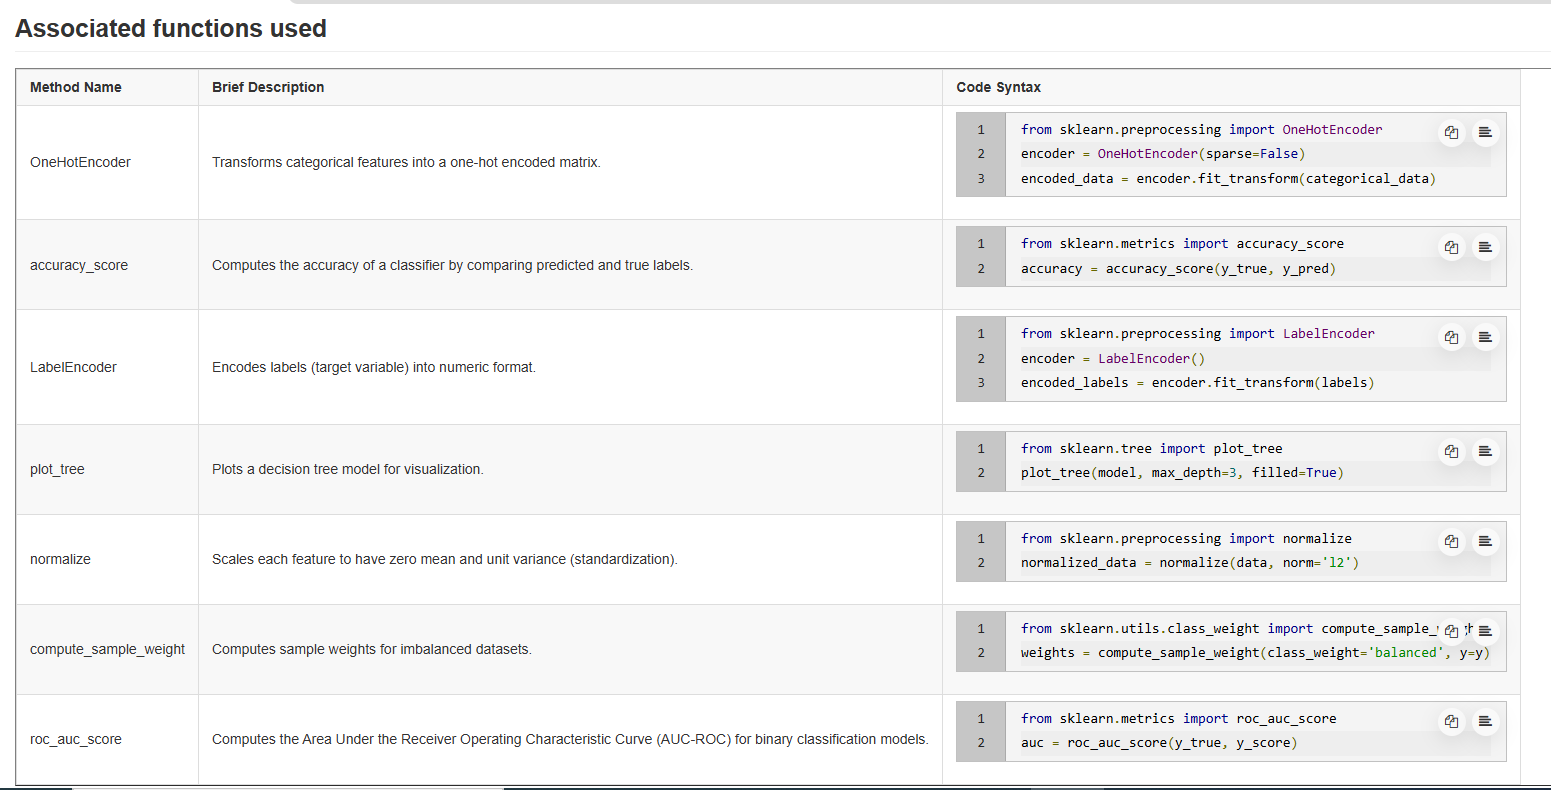 Associated functions used
Method Name Brief Description Code Syntax
OneHotEncoder
Transforms categorical features into a one-hot encoded matrix.
1 from sklearn.preprocessing import OneHotEncoder
2 encoder = OneHotEncoder(sparse=False)
3 encoded_data = encoder.fit_transform(categorical_data)
accuracy_score
Computes the accuracy of a classifier by comparing predicted and true labels.
1 from sklearn.metrics import accuracy_score
2 accuracy = accuracy_score(y_true, y_pred)
LabelEncoder
Encodes labels (target variable) into numeric format.
1 from sklearn.preprocessing import LabelEncoder
2 encoder = LabelEncoder()
3 encoded_labels = encoder.fit_transform(labels)
plot_tree
Plots a decision tree model for visualization.
1 from sklearn.tree import plot_tree
2 plot_tree(model, max_depth=3, filled=True)
normalize
Scales each feature to have zero mean and unit variance (standardization).
1 from sklearn.preprocessing import normalize
2 normalized_data = normalize(data, norm='l2')
compute_sample_weight
Computes sample weights for imbalanced datasets.
1 from sklearn.utils.class_weight import
2 weights = compute_sample_weight(class_weight='balanced', y=y)
roc_auc_score
Computes the Area Under the Receiver Operating Characteristic Curve (AUC-ROC) for binary classification models.
1 from sklearn.metrics import roc_auc_score
2 auc = roc_auc_score(y_true, y_score)